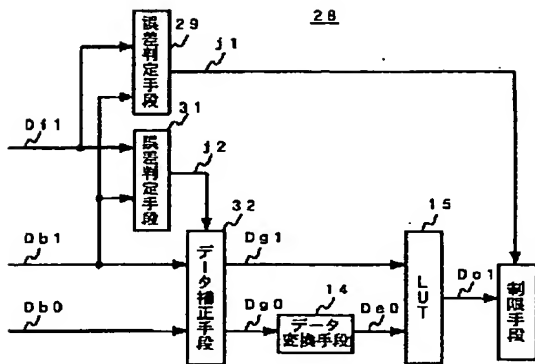 28
29
誤差判定手段
j1
Df1
31
誤差判定手段
j2
32
15
Db1
データ補正手段
Dg1
LUT
Do1
制限手段
Db0
Dg0
14
データ変換手段
De0